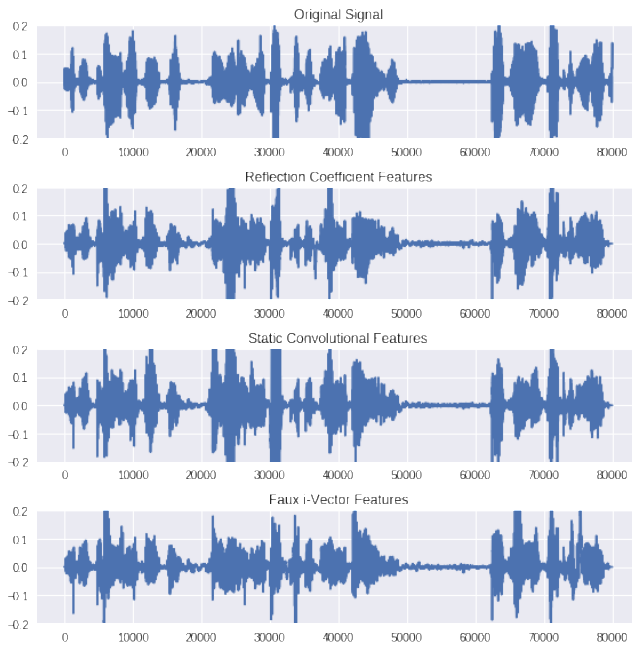 Original Signal
0.2
0.1
0.0
−0.1
0.2
0 10000 20000 30000 40000 50000 60000 70000 80000
Reflection Coefficient Features
0.2
0.1
0.0
−0.1
−0.2
0 10000 20000 30000 40000 50000 60000 70000 80000
Static Convolutional Features
0.2
0.1
0.0
−0.1
−0.2
0 10000 20000 30000 40000 50000 60000 70000 80000
Faux i-Vector Features
0.2
0.1
0.0
−0.1
−0.2
0 10000 20000 30000 40000 50000 60000 70000 80000